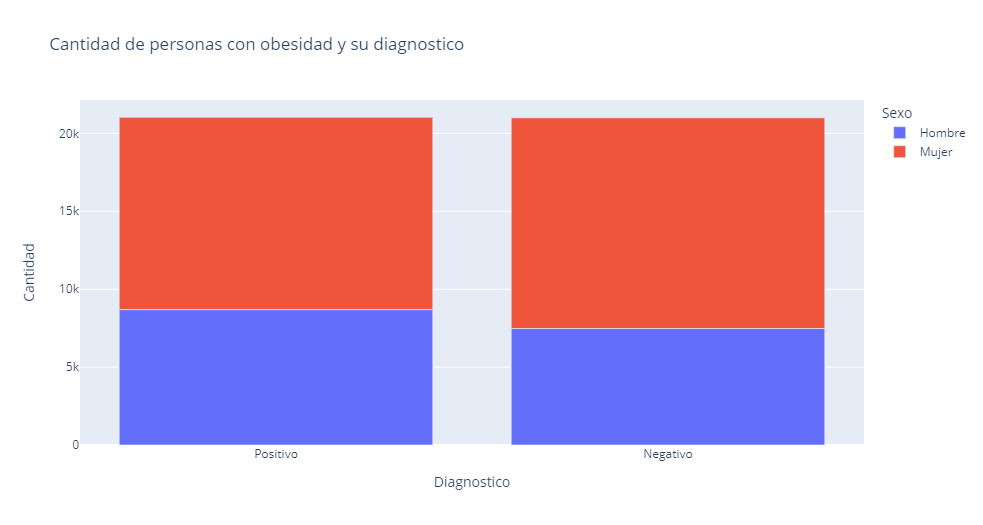 Cantidad de personas con obesidad y su diagnostico
Sexo
Hombre
Mujer
20k
15k
10k
5k
0
Cantidad
Positivo
Negativo
Diagnostico